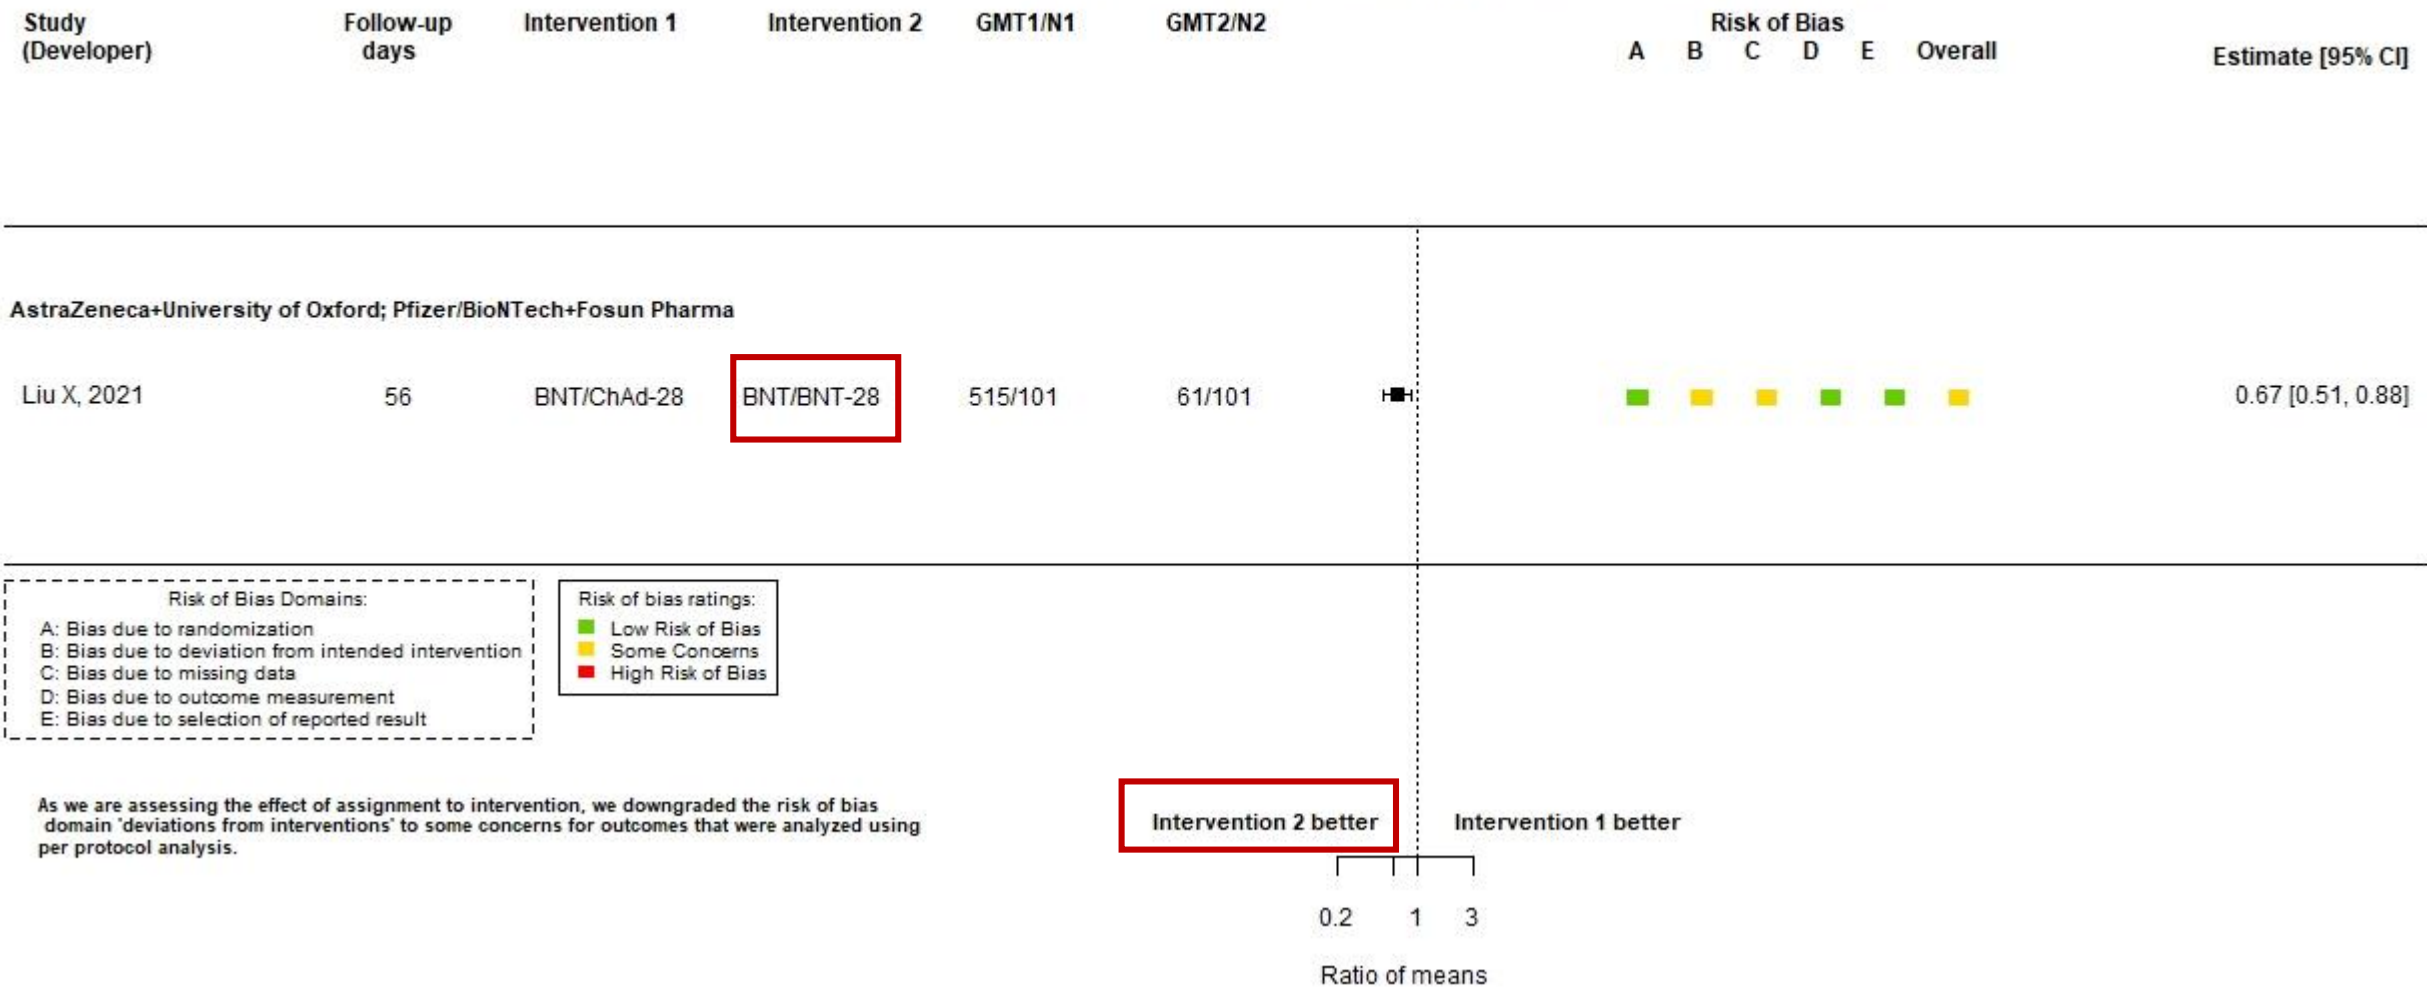 Study Follow-up Intervention 1 Intervention 2 GMT1/N1 GMT2/N2 Risk of Bias
(Developer) days A B C D E Overall Estimate [95% CI]
AstraZeneca+University of Oxford; Pfizer/BioNTech+Fosun Pharma
Liu X, 2021 56 BNT/ChAd-28 BNT/BNT-28 515/101 61/101 0.67 [0.51, 0.88]
Risk of Bias Domains:
A: Bias due to randomization
B: Bias due to deviation from intended intervention
C: Bias due to missing data
D: Bias due to outcome measurement
E: Bias due to selection of reported result
Risk of bias ratings:
Low Risk of Bias
Some Concerns
High Risk of Bias
As we are assessing the effect of assignment to intervention, we downgraded the risk of bias
domain 'deviations from interventions' to some concerns for outcomes that were analyzed using
per protocol analysis.
Intervention 2 better Intervention 1 better
0.2 1 3
Ratio of means